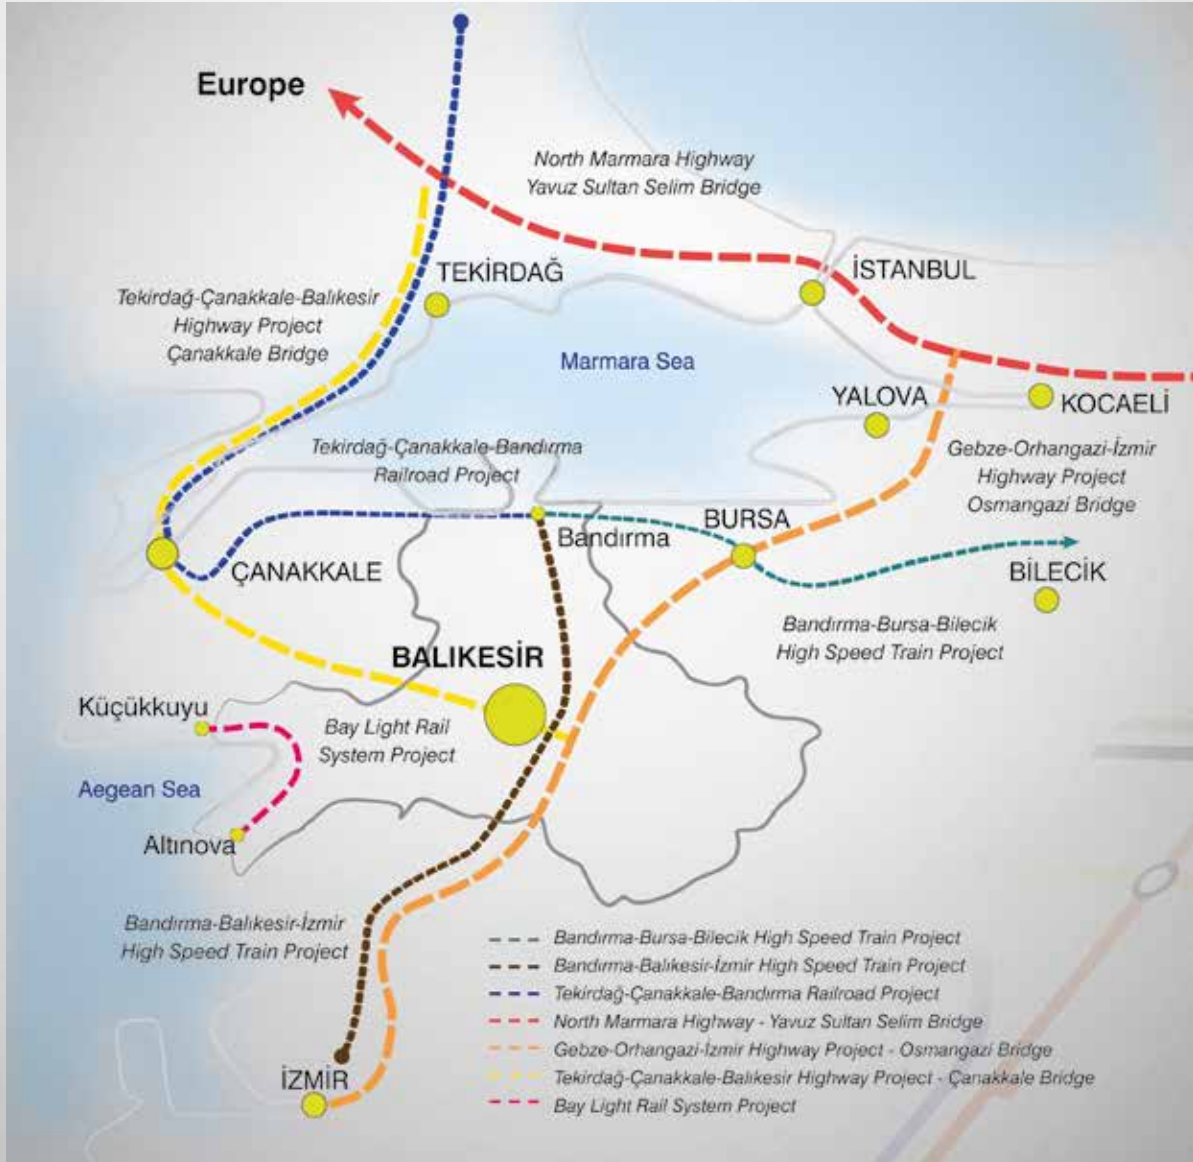 Europe
North Marmara Highway
Yavuz Sultan Selim Bridge
TEKİRDAĞ
İSTANBUL
Tekirdağ-Çanakkale-Balıkesir
Highway Project
Çanakkale Bridge
Marmara Sea
YALOVA
KOCAELİ
Tekirdağ-Çanakkale-Bandırma
Railroad Project
Gebze-Orhangazi-İzmir
Highway Project
Osmangazi Bridge
BURSA
Bandırma
ÇANAKKALE
BİLECİK
Bandırma-Bursa-Bilecik
High Speed Train Project
BALIKESİR
Küçükkuyu
Bay Light Rail
System Project
Aegean Sea
Altınova
Bandırma-Balıkesir-İzmir
High Speed Train Project
İZMİR
Bandırma-Bursa-Bilecik High Speed Train Project
Bandırma-Balıkesir-İzmir High Speed Train Project
Tekirdağ-Çanakkale-Bandırma Railroad Project
North Marmara Highway - Yavuz Sultan Selim Bridge
Gebze-Orhangazi-İzmir Highway Project - Osmangazi Bridge
Tekirdağ-Çanakkale-Balıkesir Highway Project - Çanakkale Bridge
Bay Light Rail System Project